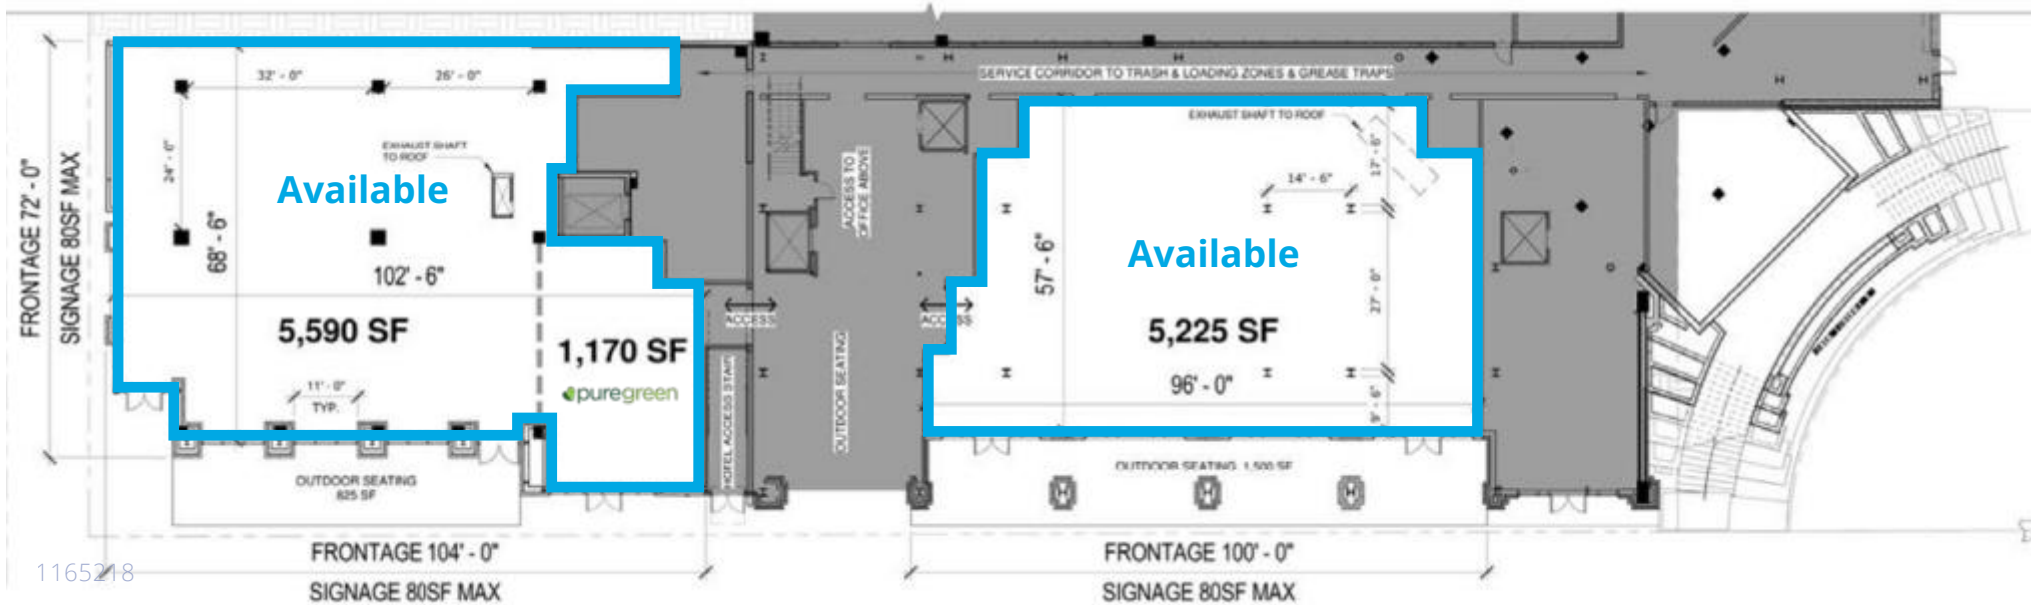 SERVICE CORRIDOR TO TRASH & LOADING ZONES & GREASE TRAPS
32' - 0"
26' - 0"
24' - 0"
EXHAUST SHAFT
TO ROOF
Available
68' - 6"
102' - 6"
5,590 SF
1,170 SF
puregreen
11' - 0"
TYP.
OUTDOOR SEATING
825 SF
FRONTAGE 72' - 0"
SIGNAGE 80SF MAX
FRONTAGE 104' - 0"
SIGNAGE 80SF MAX
1165218
HOTEL ACCESS STAIR
ACCESS
OUTDOOR SEATING
ACCESS TO
OFFICE ABOVE
ACCESS
EXHAUST SHAFT TO ROOF
17' - 6"
14' - 6"
Available
57' - 6"
27' - 0"
5,225 SF
96' - 0"
9' - 6"
OUTDOOR SEATING 1,500 SF
FRONTAGE 100' - 0"
SIGNAGE 80SF MAX